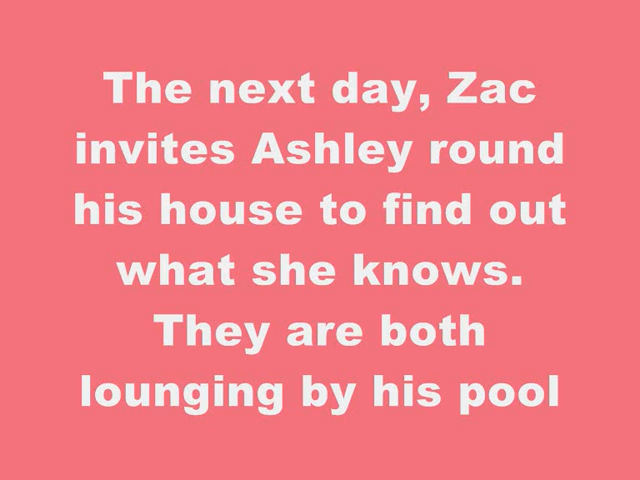 The next day, Zac
invites Ashley round
his house to find out
what she knows.
They are both
lounging by his pool